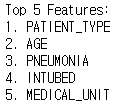 Top 5 Features:
1. PATIENT_TYPE
2. AGE
3. PNEUMONIA
4. INTUBED
5. MEDICAL_UNIT